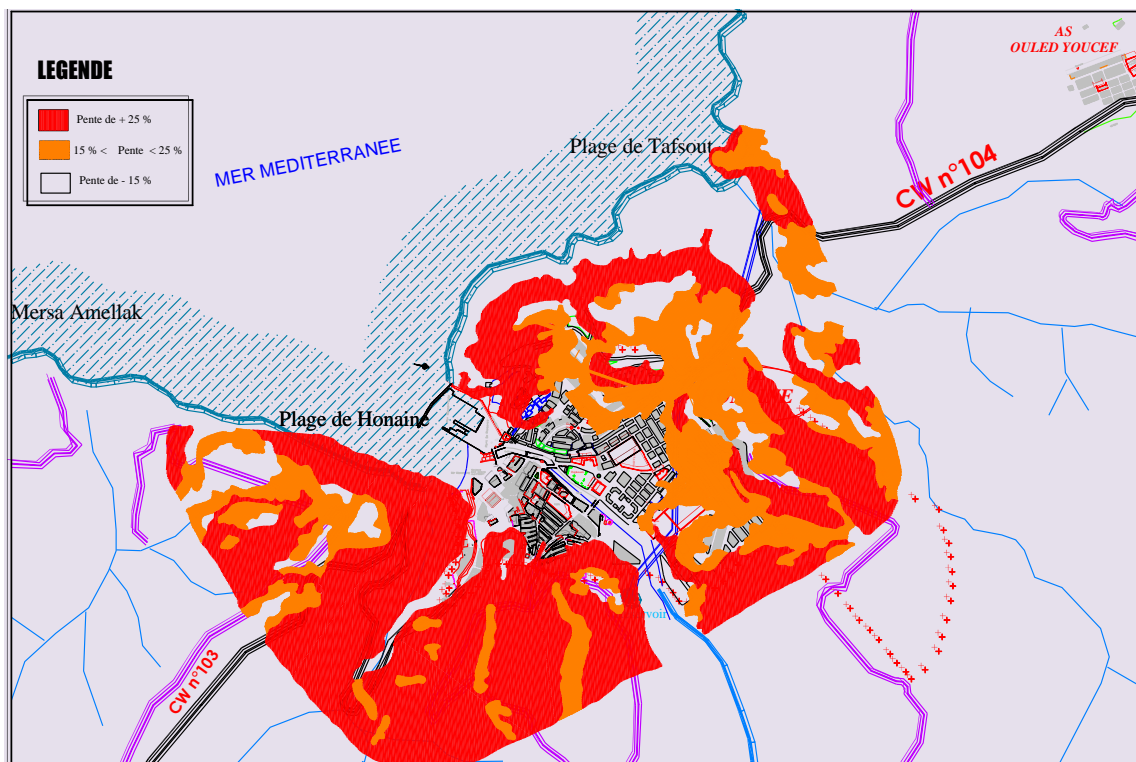 LEGENDE
Pente de + 25 %
15 % < Pente < 25 %
Pente de - 15 %
MER MEDITERRANEE
Plage de Tafsout
AS
OULED YOUCEF
CW n°104
Mersa Amellak
Plage de Honaine
CW n°103